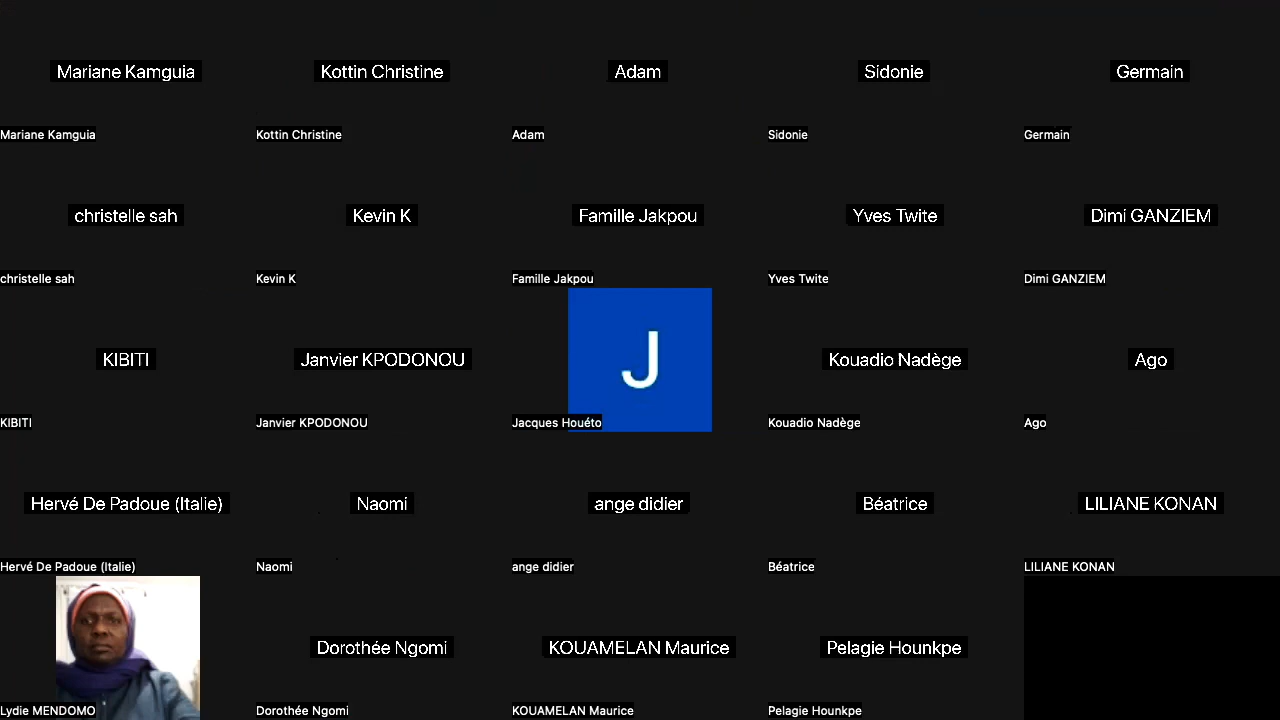 Mariane Kamguia
Kottin Christine
Adam
Sidonie
Germain
Mariane Kamguia
Kottin Christine
Adam
Sidonie
Germain
christelle sah
Kevin K
Famille Jakpou
Yves Twite
Dimi GANZIEM
christelle sah
Kevin K
Famille Jakpou
Yves Twite
Dimi GANZIEM
KIBITI
Janvier KPODONOU
J
Kouadio Nadège
Ago
KIBITI
Janvier KPODONOU
Jacques Houéto
Kouadio Nadège
Ago
Hervé De Padoue (Italie)
Naomi
ange didier
Béatrice
LILIANE KONAN
Hervé De Padoue (Italie)
Naomi
ange didier
Béatrice
LILIANE KONAN
Dorothée Ngomi
KOUAMELAN Maurice
Pelagie Hounkpe
Lydie MENDOMO
Dorothée Ngomi
KOUAMELAN Maurice
Pelagie Hounkpe